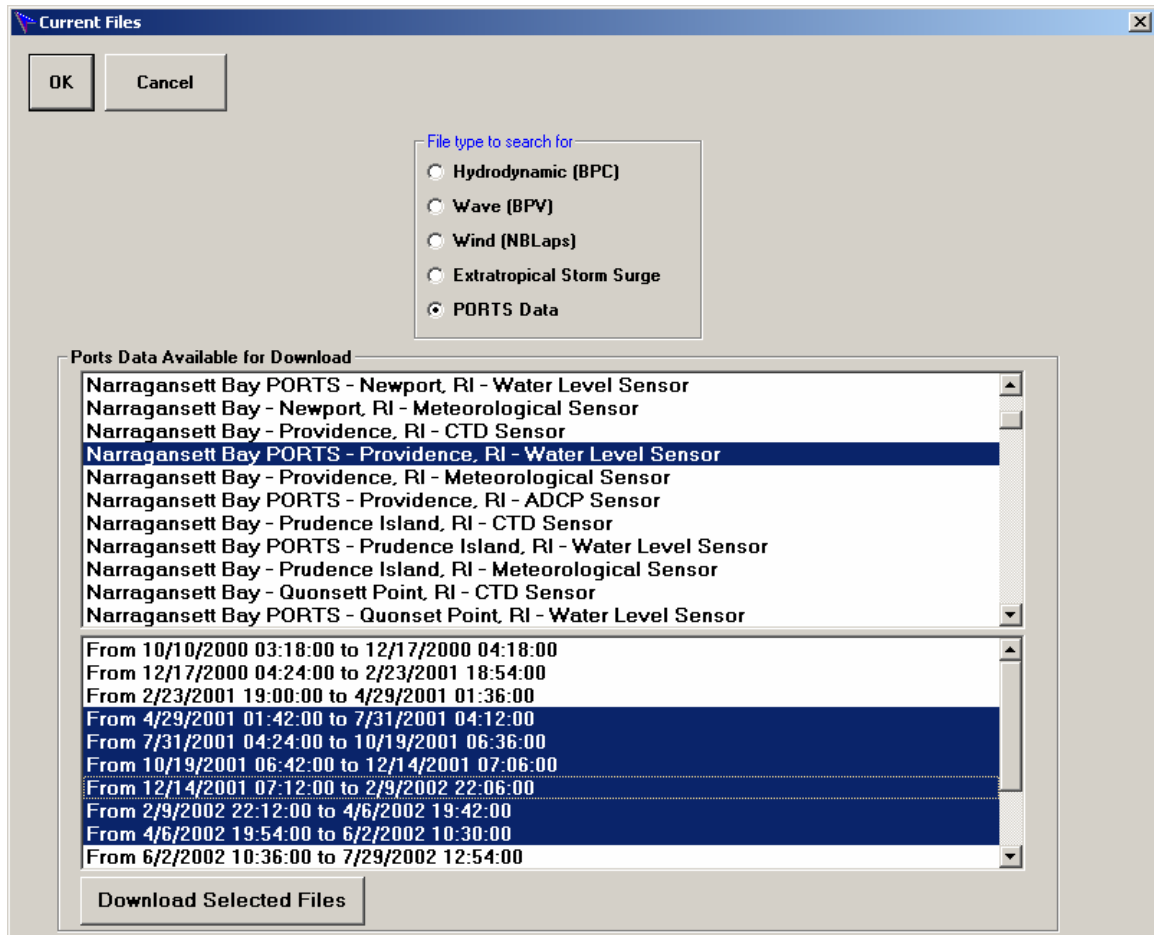 Current Files
OK
Cancel
File type to search for
Hydrodynamic (BPC)
Wave (BPV)
Wind (NBLaps)
Extratropical Storm Surge
PORTS Data
Ports Data Available for Download
Narragansett Bay PORTS - Newport, RI - Water Level Sensor
Narragansett Bay - Newport, RI - Meteorological Sensor
Narragansett Bay - Providence, RI - CTD Sensor
Narragansett Bay PORTS - Providence, RI - Water Level Sensor
Narragansett Bay - Providence, RI - Meteorological Sensor
Narragansett Bay PORTS - Providence, RI - ADCP Sensor
Narragansett Bay - Prudence Island, RI - CTD Sensor
Narragansett Bay PORTS - Prudence Island, RI - Water Level Sensor
Narragansett Bay - Prudence Island, RI - Meteorological Sensor
Narragansett Bay - Quonsett Point, RI - CTD Sensor
Narragansett Bay PORTS - Quonset Point, RI - Water Level Sensor
From 10/10/2000 03:18:00 to 12/17/2000 04:18:00
From 12/17/2000 04:24:00 to 2/23/2001 18:54:00
From 2/23/2001 19:00:00 to 4/29/2001 01:36:00
From 4/29/2001 01:42:00 to 7/31/2001 04:12:00
From 7/31/2001 04:24:00 to 10/19/2001 06:36:00
From 10/19/2001 06:42:00 to 12/14/2001 07:06:00
From 12/14/2001 07:12:00 to 2/9/2002 22:06:00
From 2/9/2002 22:12:00 to 4/6/2002 19:42:00
From 4/6/2002 19:54:00 to 6/2/2002 10:30:00
From 6/2/2002 10:36:00 to 7/29/2002 12:54:00
Download Selected Files